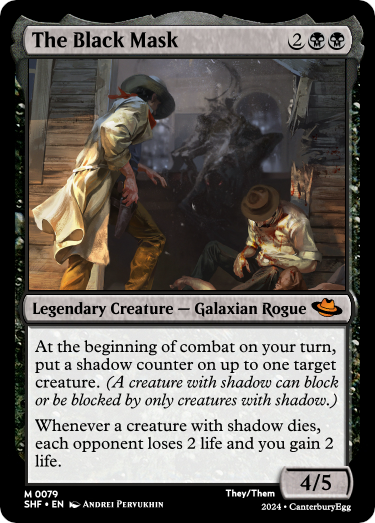 The Black Mask 2
Legendary Creature — Galaxian Rogue
At the beginning of combat on your turn,
put a shadow counter on up to one target
creature. (A creature with shadow can block
or be blocked by only creatures with shadow.)
Whenever a creature with shadow dies,
each opponent loses 2 life and you gain 2
life.
4/5
M 0079
They/Them
SHF • EN Andrei Pervukhin
2024 • CanterburyEgg